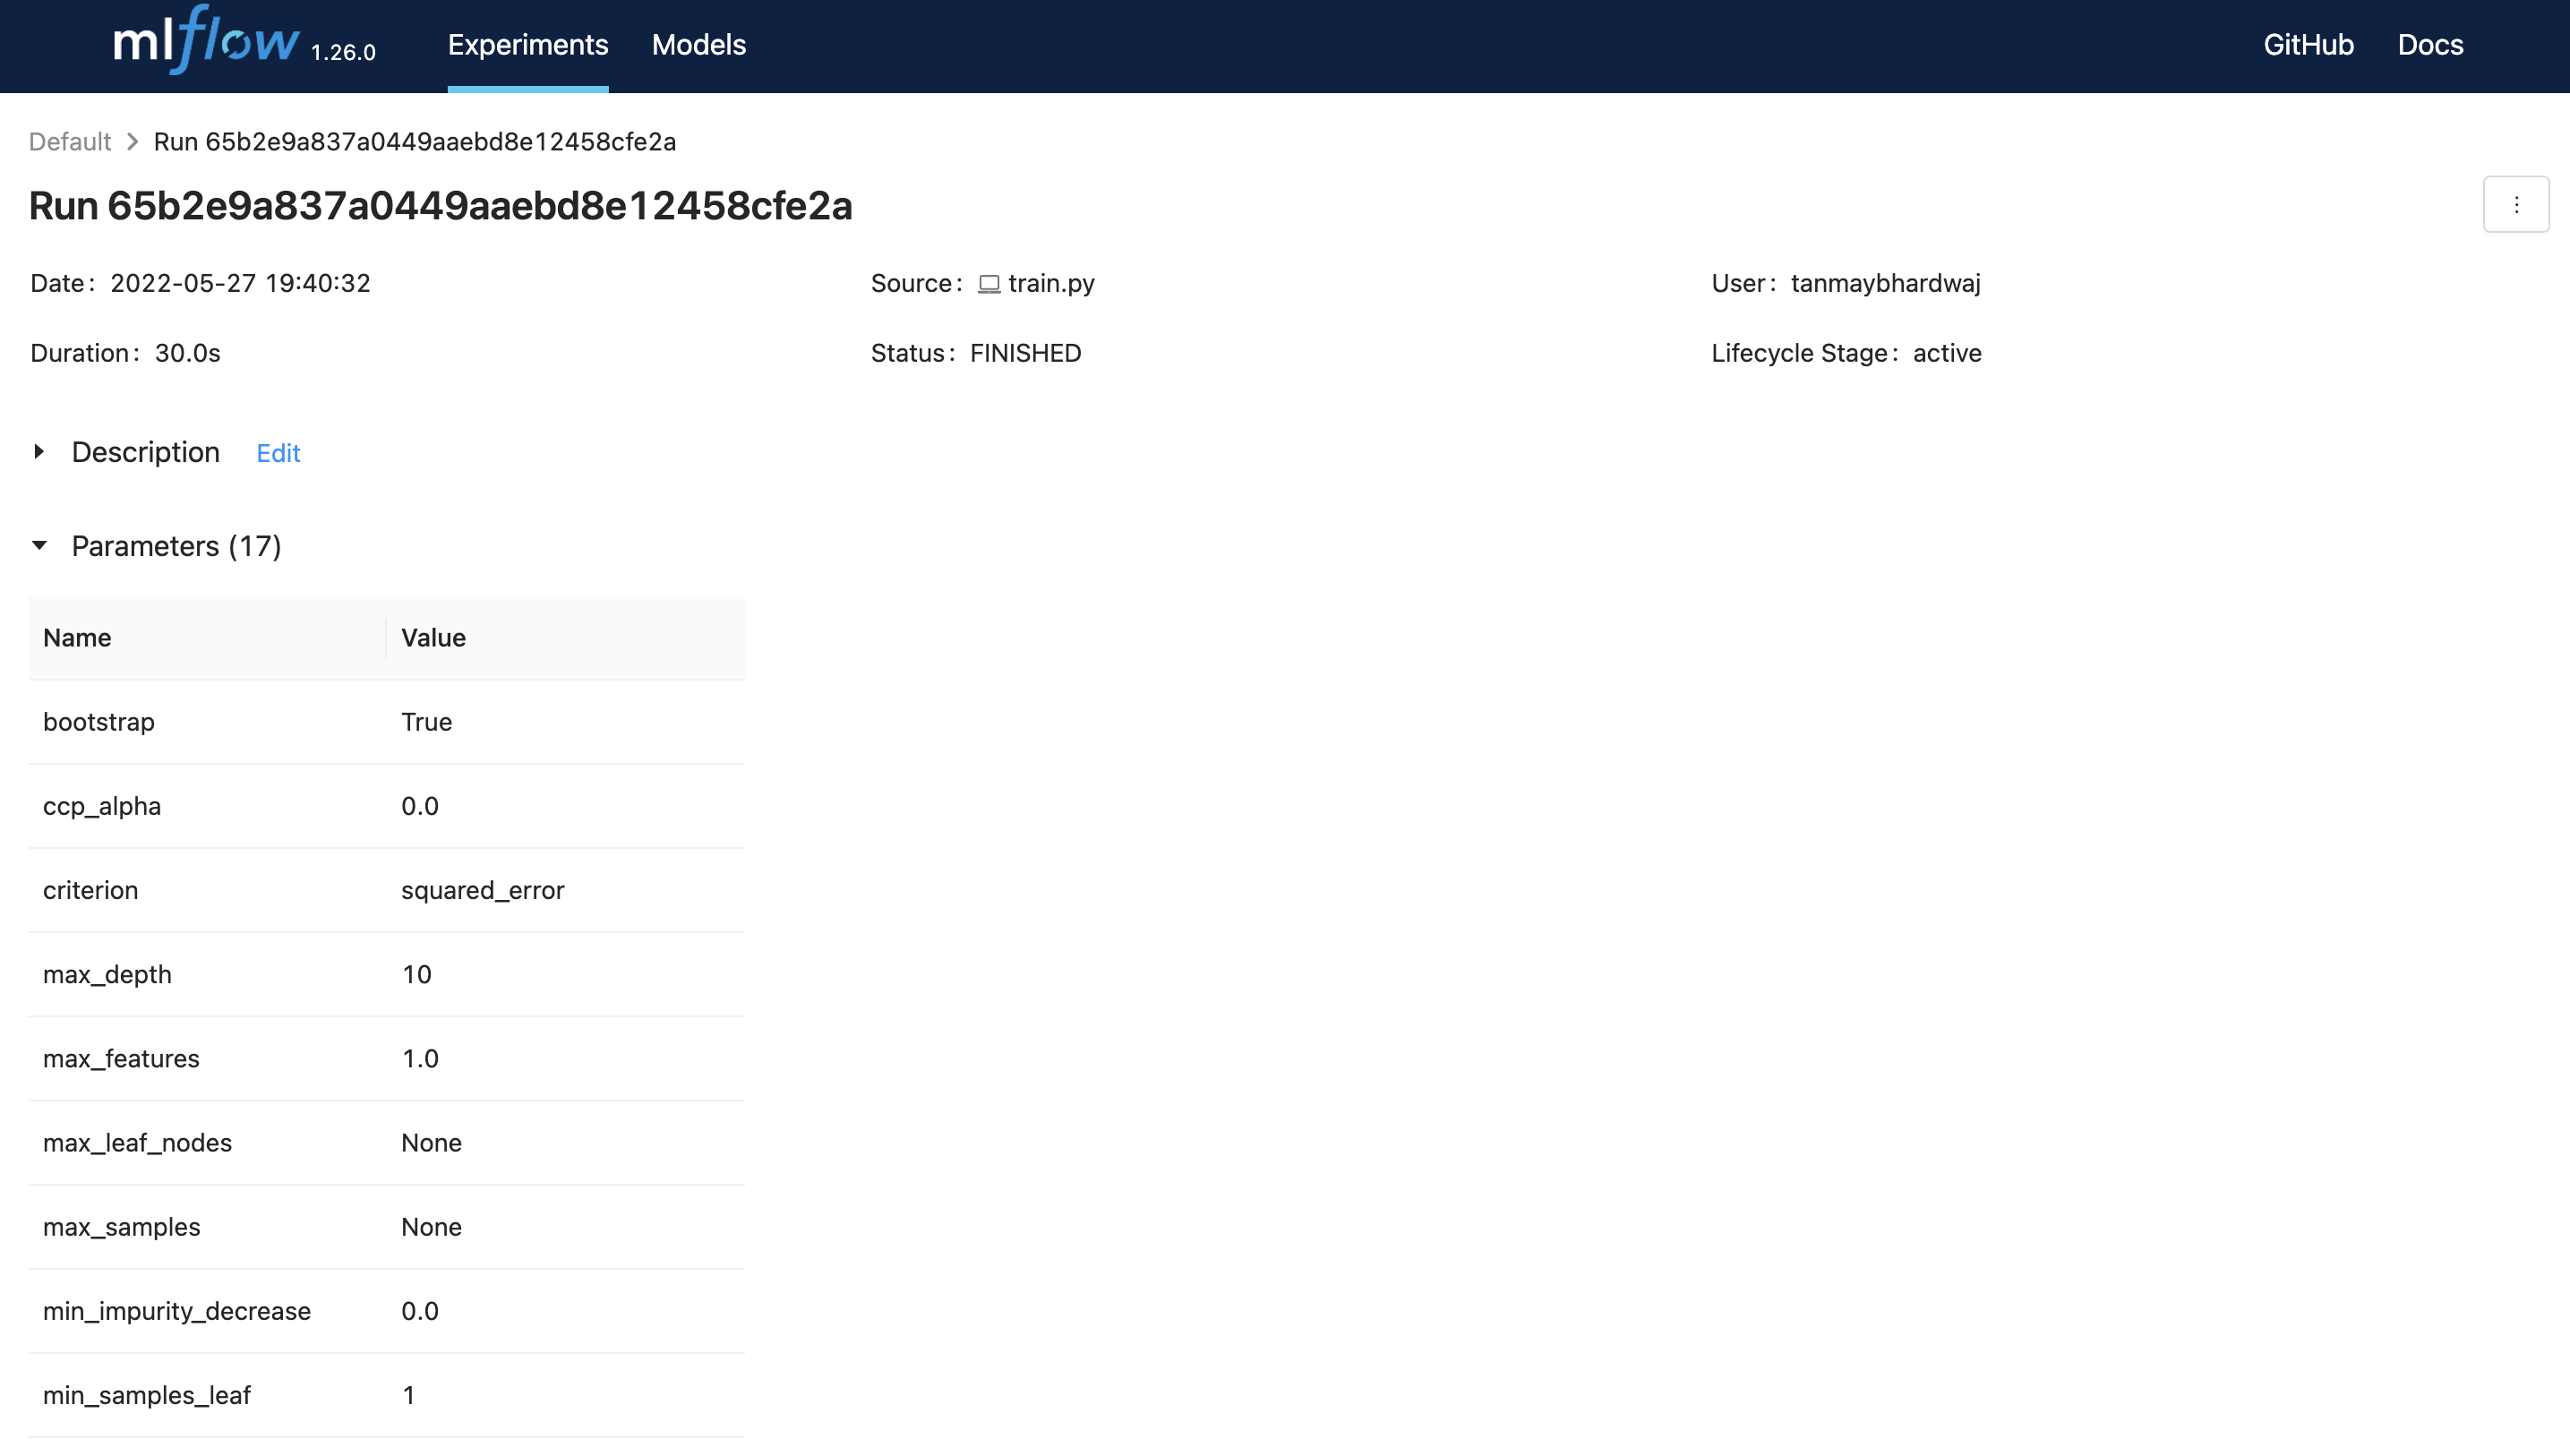 mlflow 1.26.0 Experiments Models GitHub Docs
Default > Run 65b2e9a837a0449aaebd8e12458cfe2a
Run 65b2e9a837a0449aaebd8e12458cfe2a
Date: 2022-05-27 19:40:32 Source: train.py User: tanmaybhardwaj
Duration: 30.0s Status: FINISHED Lifecycle Stage: active
Description Edit
Parameters (17)
Name Value
bootstrap True
ccp_alpha 0.0
criterion squared_error
max_depth 10
max_features 1.0
max_leaf_nodes None
max_samples None
min_impurity_decrease 0.0
min_samples_leaf 1